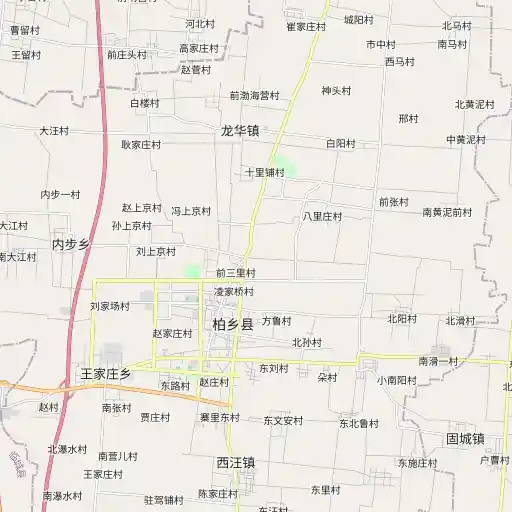 曹留村
河北村
崔家庄村
城阳村
北马村
王留村
前庄头村
高家庄村
市中村
南马村
赵营村
西马村
白楼村
前渤海营村
神头村
北黄泥村
邢村
大汪村
龙华镇
耿家庄村
白阳村
中黄泥村
十里铺村
内步一村
前张村
赵上京村
冯上京村
八里庄村
南黄泥前村
大江村
孙上京村
内步乡
南大江村
刘上京村
前三里村
凌家桥村
刘家场村
柏乡县
方鲁村
北阳村
北滑村
赵家庄村
北孙村
南滑一村
王家庄乡
东刘村
朵村
小南阳村
东路村
赵庄村
赵村
南张村
贾庄村
寨里东村
东文安村
东北鲁村
固城镇
北瀑水村
南营儿村
临城县
西汪镇
东施庄村
户曹村
王家庄村
南瀑水村
驻驾铺村
陈家庄村
东里村
东汪村